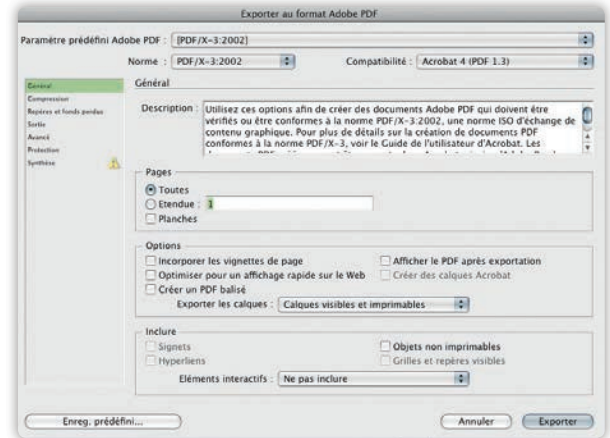 Exporter au format Adobe PDF
Paramètre prédéfini Adobe PDF : [PDF/X-3:2002]
Norme : PDF/X-3:2002 Compatibilité : Acrobat 4 (PDF 1.3)
Général
Compression
Repères et fonds perdus
Sortie
Avancé
Protection
Synthèse
Général
Description : Utilisez ces options afin de créer des documents Adobe PDF qui doivent être
vérifiés ou être conformes à la norme PDF/X-3:2002, une norme ISO d'échange de
contenu graphique. Pour plus de détails sur la création de documents PDF
conformes à la norme PDF/X-3, voir le Guide de l'utilisateur d'Acrobat. Les
Pages
Toutes
Etendue : 1
Planches
Options
Incorporer les vignettes de page Afficher le PDF après exportation
Optimiser pour un affichage rapide sur le Web Créer des calques Acrobat
Créer un PDF balisé
Exporter les calques : Calques visibles et imprimables
Inclure
Signets Objets non imprimables
Hyperliens Grilles et repères visibles
Eléments interactifs : Ne pas inclure
Enreg. prédéfini... Annuler Exporter